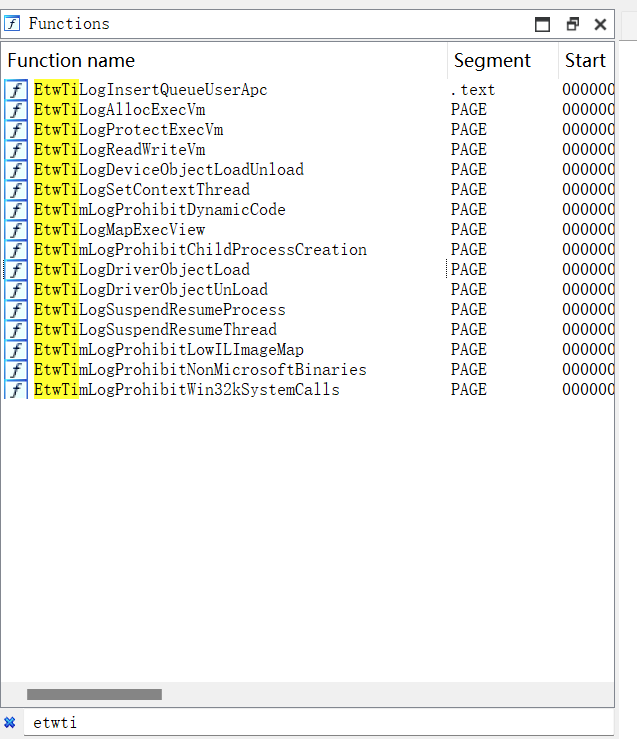 Functions
Function name Segment Start
EtwTiLogInsertQueueUserApc .text 000000
EtwTiLogAllocExecVm PAGE 000000
EtwTiLogProtectExecVm PAGE 000000
EtwTiLogReadWriteVm PAGE 000000
EtwTiLogDeviceObjectLoadUnload PAGE 000000
EtwTiLogSetContextThread PAGE 000000
EtwTimLogProhibitDynamicCode PAGE 000000
EtwTiLogMapExecView PAGE 000000
EtwTimLogProhibitChildProcessCreation PAGE 000000
EtwTiLogDriverObjectLoad PAGE 000000
EtwTiLogDriverObjectUnLoad PAGE 000000
EtwTiLogSuspendResumeProcess PAGE 000000
EtwTiLogSuspendResumeThread PAGE 000000
EtwTimLogProhibitLowILImageMap PAGE 000000
EtwTimLogProhibitNonMicrosoftBinaries PAGE 000000
EtwTimLogProhibitWin32kSystemCalls PAGE 000000
etwti